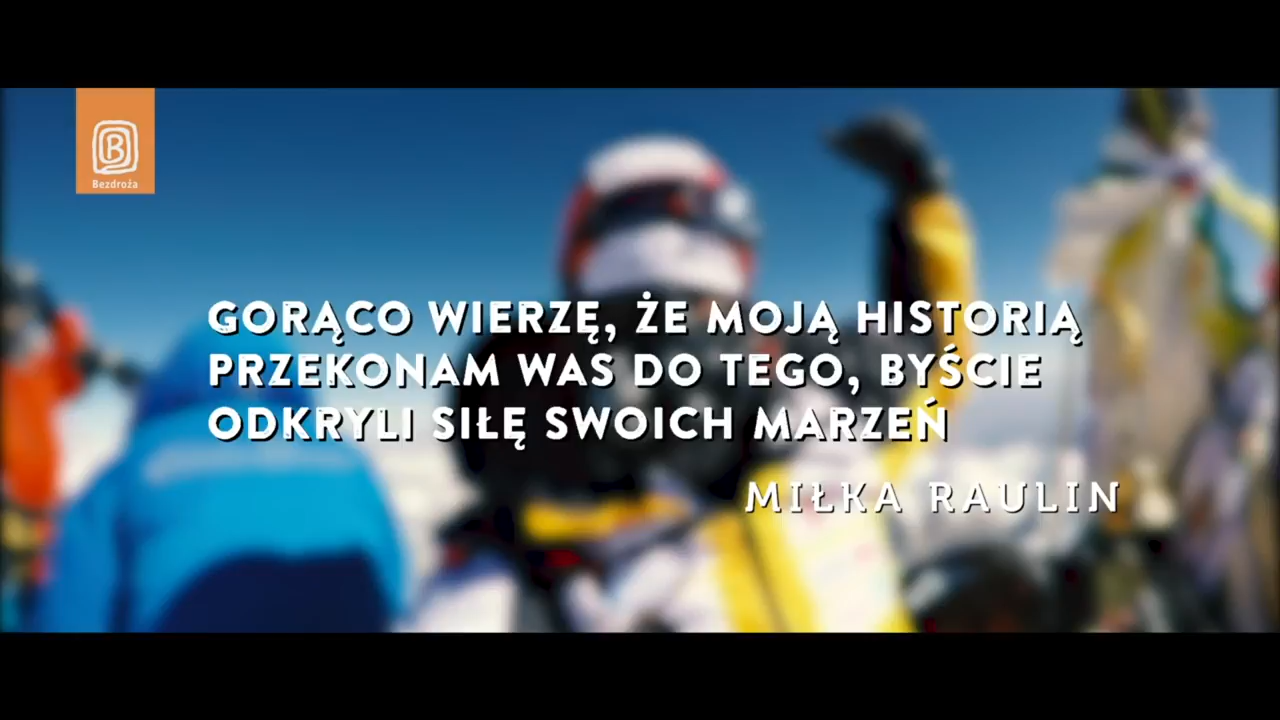 B
Bezdroża
GORĄCO WIERZĘ, ŻE MOJĄ HISTORIĄ
PRZEKONAM WAS DO TEGO, BYŚCIE
ODKRYLI SIŁĘ SWOICH MARZEŃ
MIŁKA RAULIN